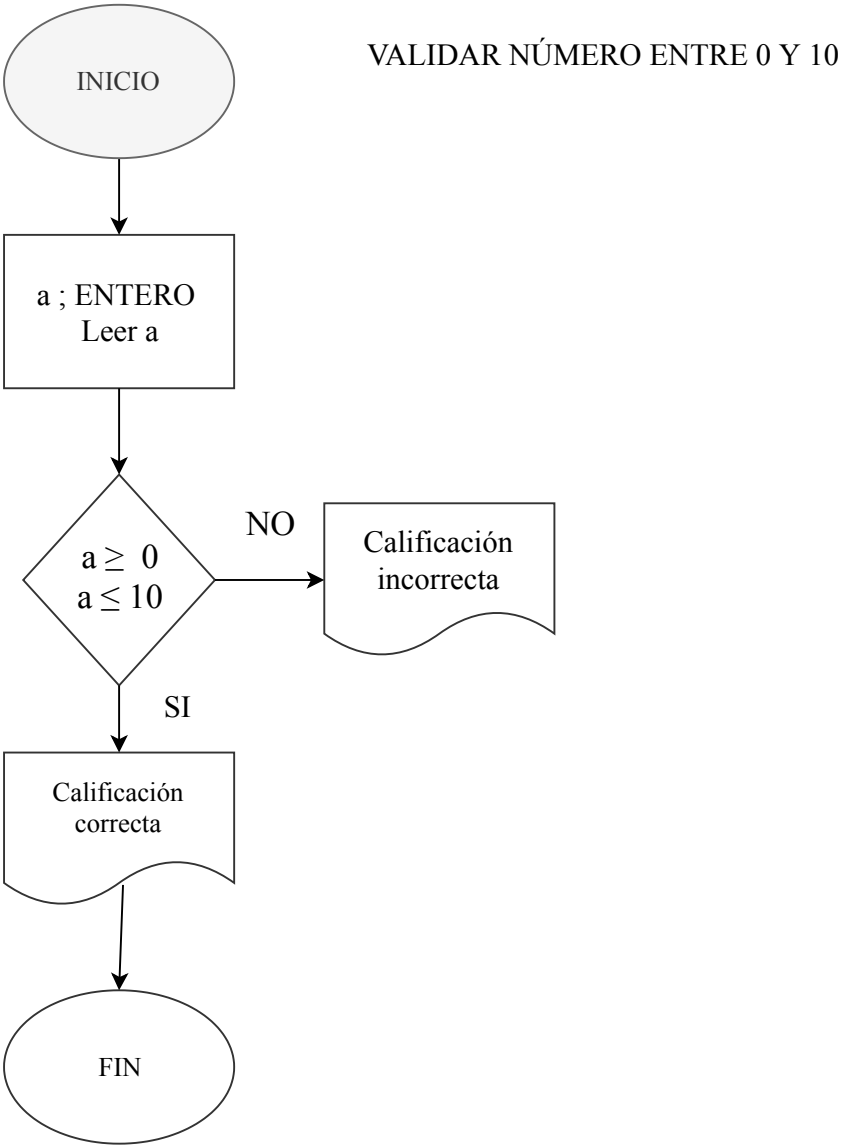 VALIDAR NÚMERO ENTRE 0 Y 10
INICIO
a ; ENTERO
Leer a
a ≥ 0
a ≤ 10
NO
Calificación
incorrecta
SI
Calificación
correcta
FIN